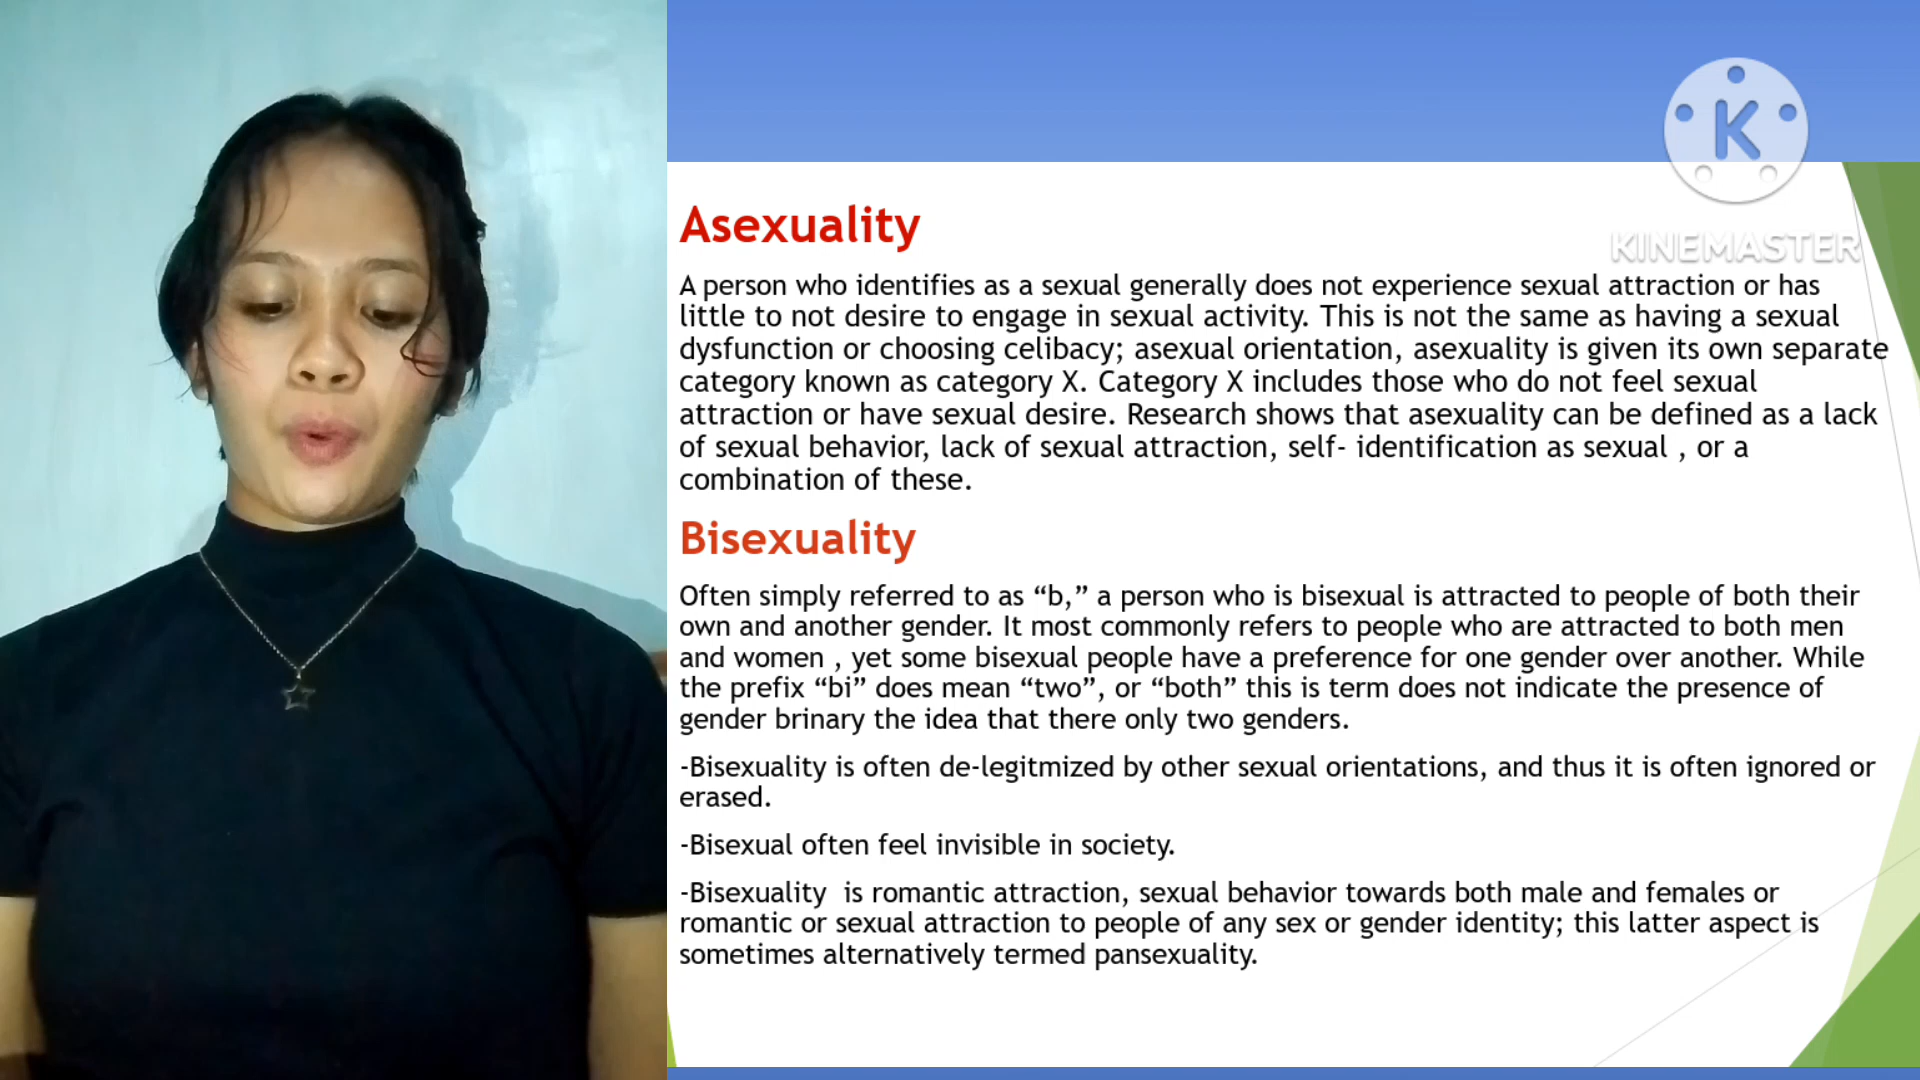 K
KINEMASTER
Asexuality
A person who identifies as a sexual generally does not experience sexual attraction or has
little to not desire to engage in sexual activity. This is not the same as having a sexual
dysfunction or choosing celibacy; asexual orientation, asexuality is given its own separate
category known as category X. Category X includes those who do not feel sexual
attraction or have sexual desire. Research shows that asexuality can be defined as a lack
of sexual behavior, lack of sexual attraction, self- identification as sexual , or a
combination of these.
Bisexuality
Often simply referred to as “b,” a person who is bisexual is attracted to people of both their
own and another gender. It most commonly refers to people who are attracted to both men
and women , yet some bisexual people have a preference for one gender over another. While
the prefix “bi” does mean “two”, or “both” this is term does not indicate the presence of
gender brinary the idea that there only two genders.
-Bisexuality is often de-legitmized by other sexual orientations, and thus it is often ignored or
erased.
-Bisexual often feel invisible in society.
-Bisexuality  is romantic attraction, sexual behavior towards both male and females or
romantic or sexual attraction to people of any sex or gender identity; this latter aspect is
sometimes alternatively termed pansexuality.